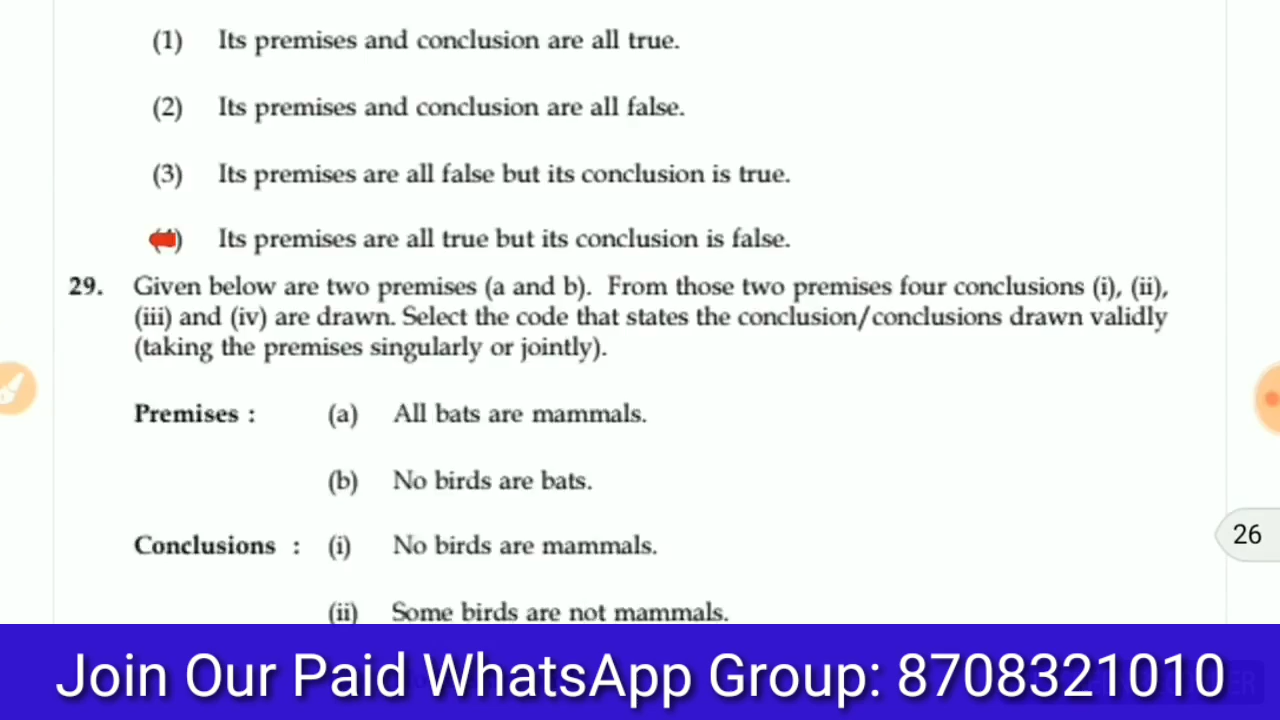 (1) Its premises and conclusion are all true.
(2) Its premises and conclusion are all false.
(3) Its premises are all false but its conclusion is true.
Its premises are all true but its conclusion is false.
29. Given below are two premises (a and b). From those two premises four conclusions (i), (ii),
(iii) and (iv) are drawn. Select the code that states the conclusion/conclusions drawn validly
(taking the premises singularly or jointly).
Premises : (a) All bats are mammals.
(b) No birds are bats.
Conclusions : (i) No birds are mammals.
26
(ii) Some birds are not mammals.
Join Our Paid WhatsApp Group: 8708321010